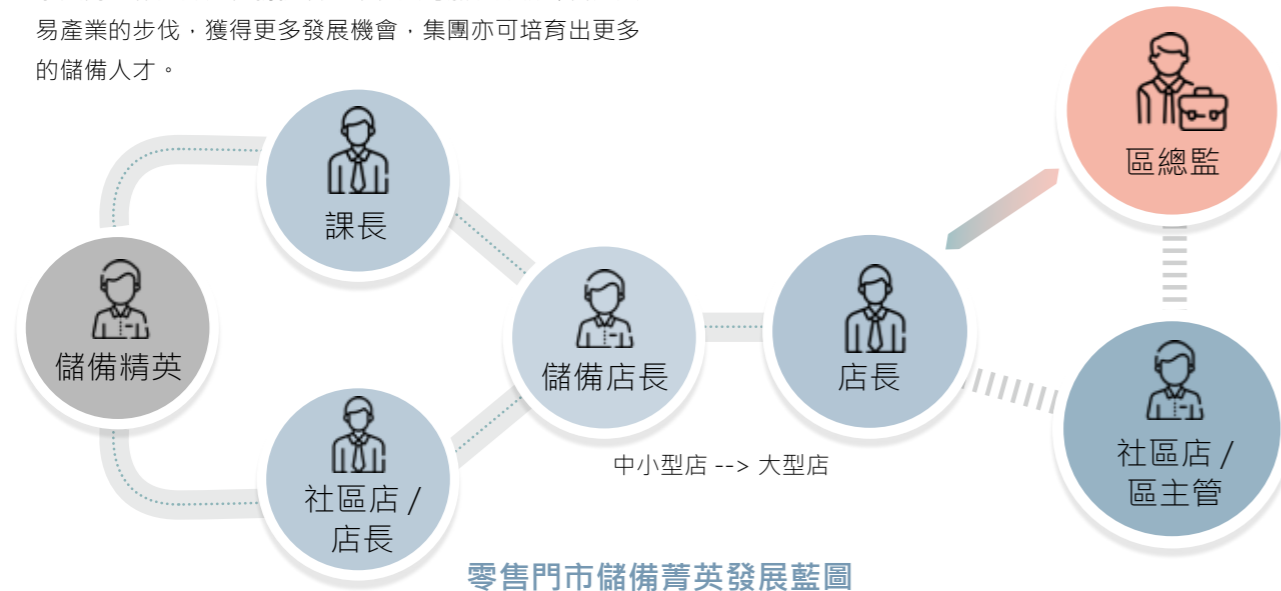 易產業的步伐，獲得更多發展機會，集團亦可培育出更多
的儲備人才。
區總監
課長
儲備精英
儲備店長
店長
社區店 /
店長
社區店 /
區主管
中小型店 --> 大型店
零售門市儲備菁英發展藍圖